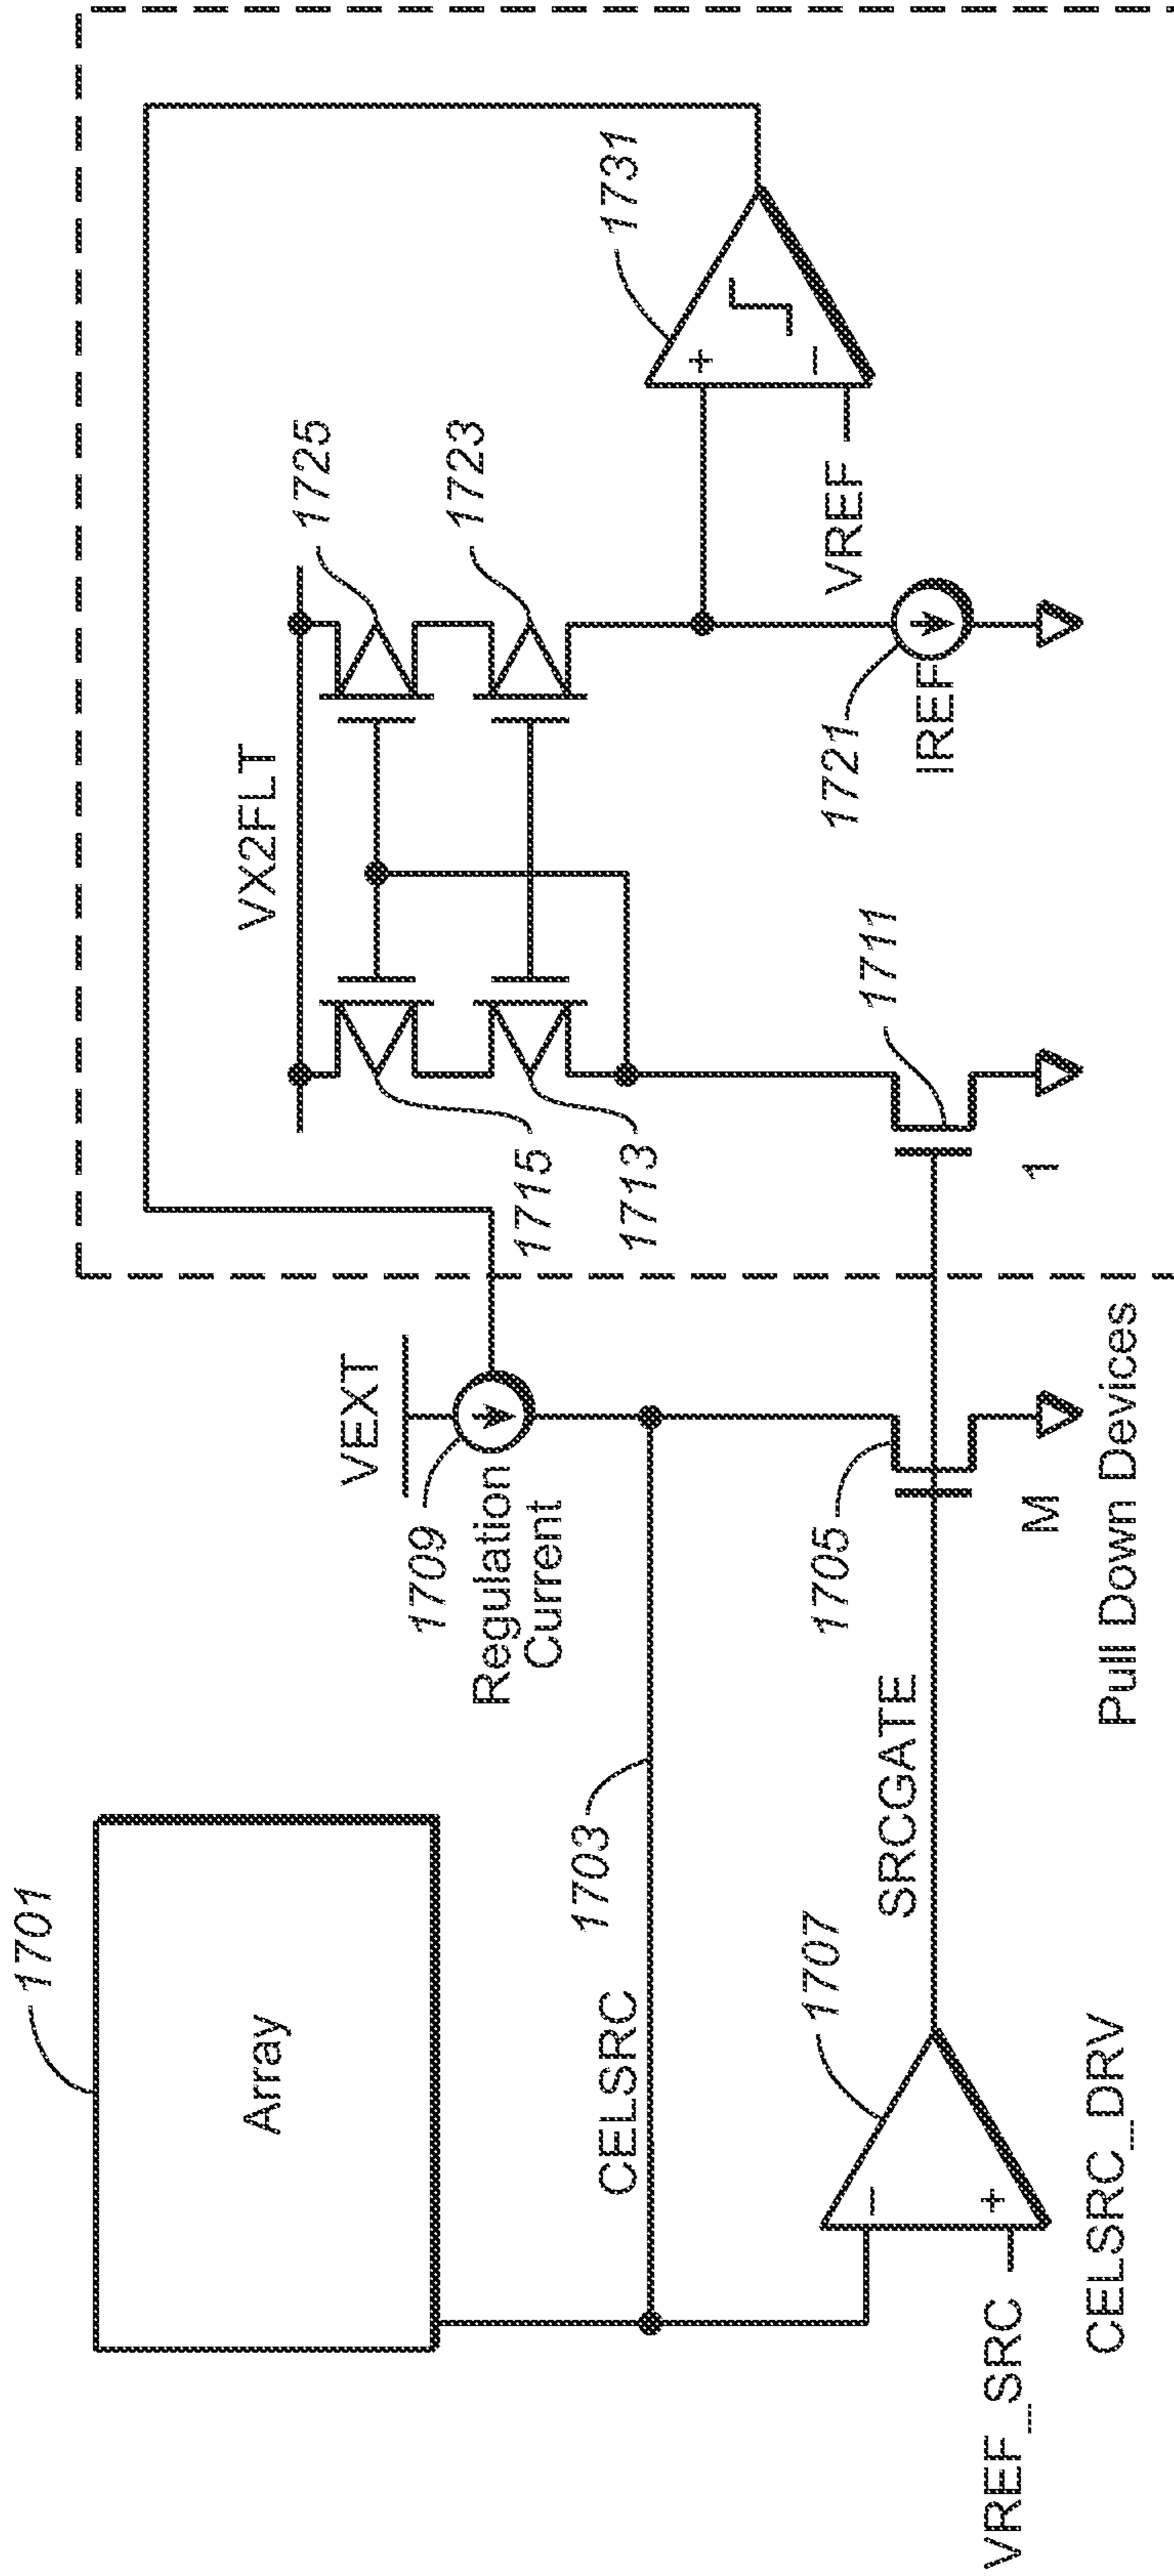 1701
Array
CELSRC
1703
VREF_SRC
1707
CELSRC_DRV
SRCGATE
VEXT
1709
Regulation
Current
1705
M
Pull Down Devices
VX2FLT
1715
1713
1711
1
1725
1723
1721
IREF
VREF
1731
+
−
−
+